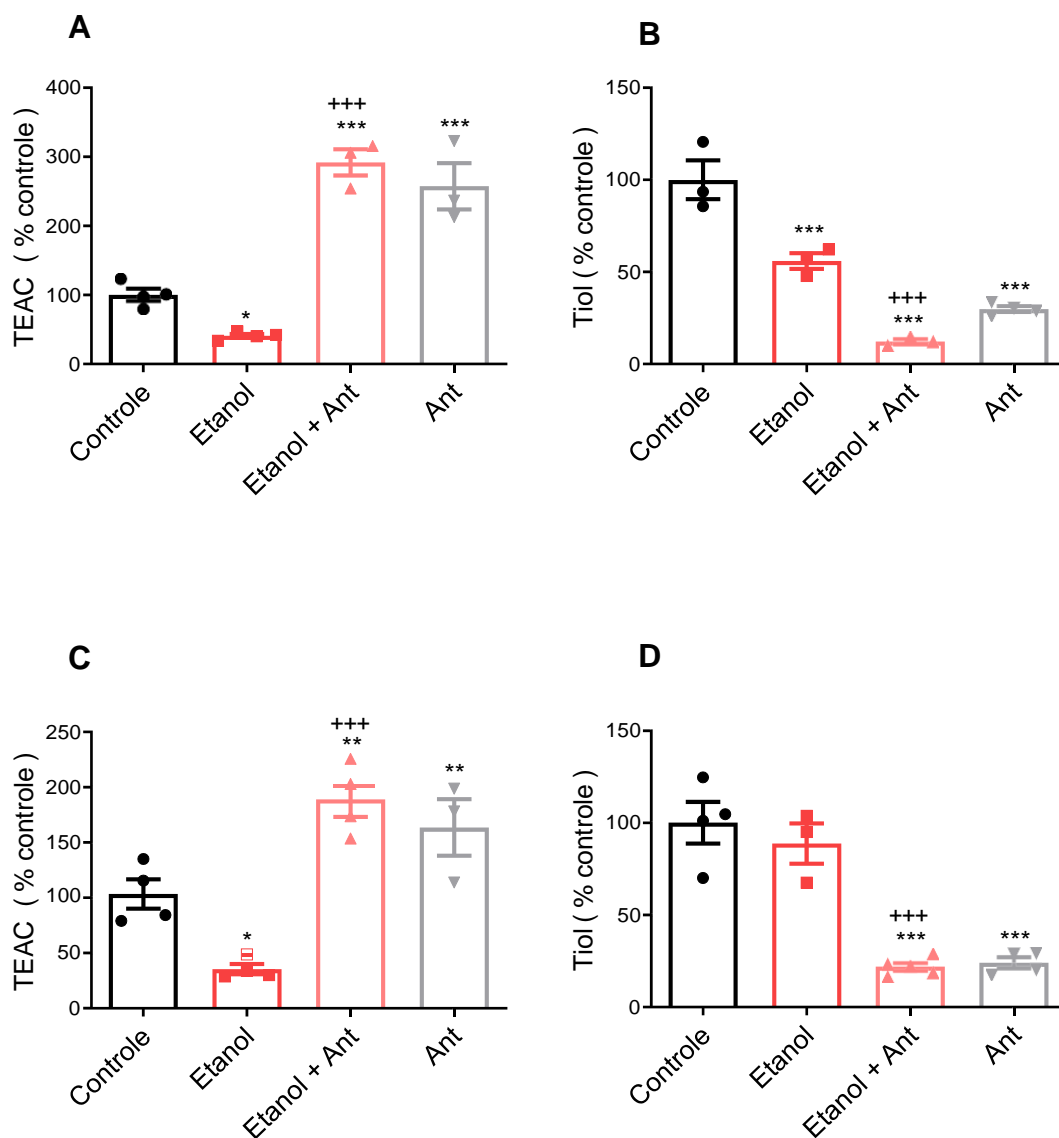 A
TEAC ( % controle )
400
300
200
100
0
+++
***
***
*
Controle
Etanol
Etanol + Ant
Ant
B
Tiol ( % controle )
150
100
50
0
***
+++
***
***
Controle
Etanol
Etanol + Ant
Ant
C
TEAC ( % controle )
250
200
150
100
50
0
+++
**
**
*
Controle
Etanol
Etanol + Ant
Ant
D
Tiol ( % controle )
150
100
50
0
+++
***
***
Controle
Etanol
Etanol + Ant
Ant